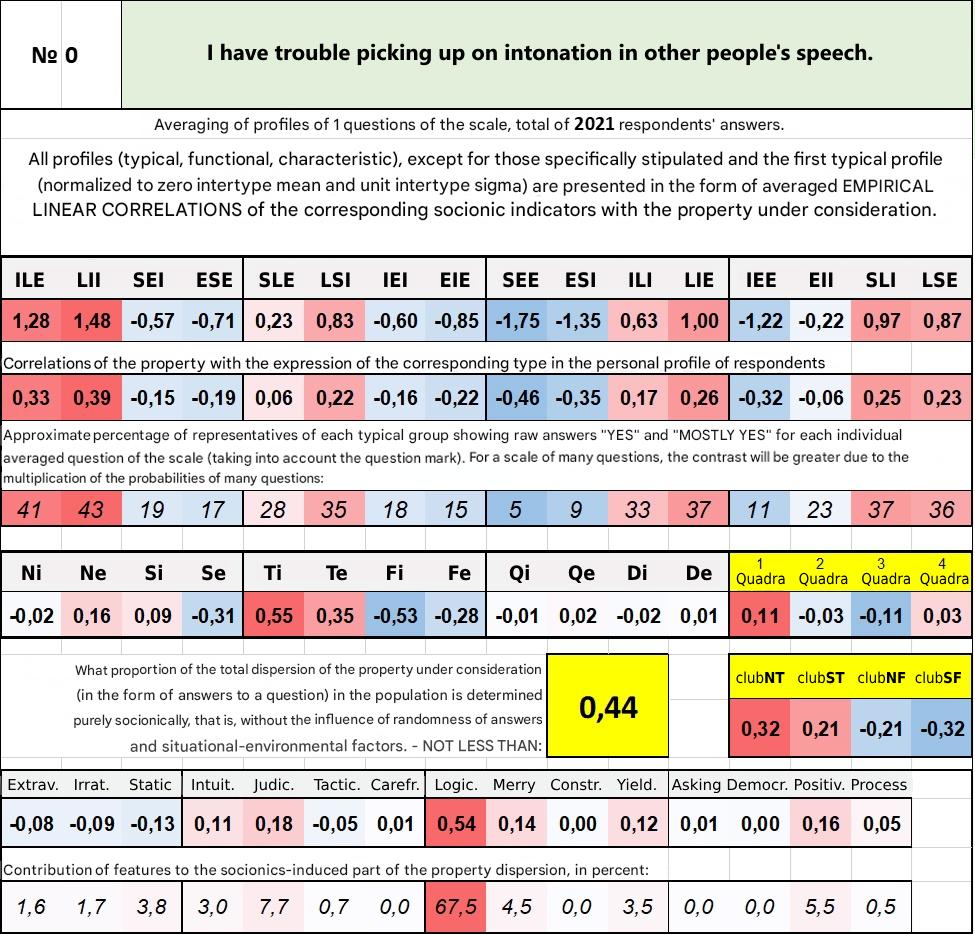 № 0
I have trouble picking up on intonation in other people's speech.
Averaging of profiles of 1 questions of the scale, total of 2021 respondents' answers.
All profiles (typical, functional, characteristic), except for those specifically stipulated and the first typical profile
(normalized to zero intertype mean and unit intertype sigma) are presented in the form of averaged EMPIRICAL
LINEAR CORRELATIONS of the corresponding socionic indicators with the property under consideration.
ILE LII SEI ESE SLE LSI IEI EIE SEE ESI ILI LIE IEE EII SLI LSE
1,28 1,48 -0,57 -0,71 0,23 0,83 -0,60 -0,85 -1,75 -1,35 0,63 1,00 -1,22 -0,22 0,97 0,87
Correlations of the property with the expression of the corresponding type in the personal profile of respondents
0,33 0,39 -0,15 -0,19 0,06 0,22 -0,16 -0,22 -0,46 -0,35 0,17 0,26 -0,32 -0,06 0,25 0,23
Approximate percentage of representatives of each typical group showing raw answers "YES" and "MOSTLY YES" for each individual
averaged question of the scale (taking into account the question mark). For a scale of many questions, the contrast will be greater due to the
multiplication of the probabilities of many questions:
41 43 19 17 28 35 18 15 5 9 33 37 11 23 37 36
Ni Ne Si Se Ti Te Fi Fe Qi Qe Di De 1 Quadra 2 Quadra 3 Quadra 4 Quadra
-0,02 0,16 0,09 -0,31 0,55 0,35 -0,53 -0,28 -0,01 0,02 -0,02 0,01 0,11 -0,03 -0,11 0,03
What proportion of the total dispersion of the property under consideration
(in the form of answers to a question) in the population is determined
purely socionically, that is, without the influence of randomness of answers
and situational-environmental factors. - NOT LESS THAN:
0,44
clubNT clubST clubNF clubSF
0,32 0,21 -0,21 -0,32
Extrav. Irrat. Static Intuit. Judic. Tactic. Carefr. Logic. Merry Constr. Yield. Asking Democr. Positiv. Process
-0,08 -0,09 -0,13 0,11 0,18 -0,05 0,01 0,54 0,14 0,00 0,12 0,01 0,00 0,16 0,05
Contribution of features to the socionics-induced part of the property dispersion, in percent:
1,6 1,7 3,8 3,0 7,7 0,7 0,0 67,5 4,5 0,0 3,5 0,0 0,0 5,5 0,5